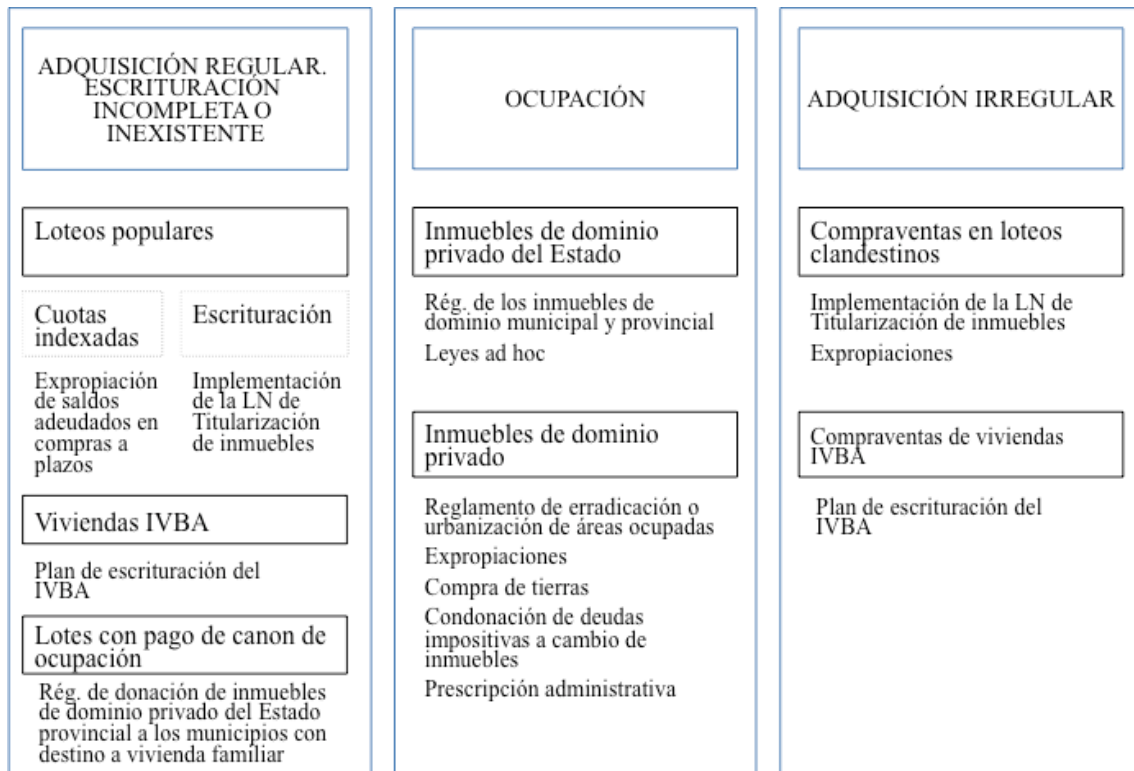 ADQUISICIÓN REGULAR.
ESCRITURACIÓN
INCOMPLETA O
INEXISTENTE
Loteos populares
Cuotas
indexadas
Escrituración
Expropiación
de saldos
adeudados en
compras a
plazos
Implementación
de la LN de
Titularización
de inmuebles
Viviendas IVBA
Plan de escrituración del
IVBA
Lotes con pago de canon de
ocupación
Rég. de donación de inmuebles
de dominio privado del Estado
provincial a los municipios con
destino a vivienda familiar
OCUPACIÓN
Inmuebles de dominio
privado del Estado
Rég. de los inmuebles de
dominio municipal y provincial
Leyes ad hoc
Inmuebles de dominio
privado
Reglamento de erradicación o
urbanización de áreas ocupadas
Expropiaciones
Compra de tierras
Condonación de deudas
impositivas a cambio de
inmuebles
Prescripción administrativa
ADQUISICIÓN IRREGULAR
Compraventas en loteos
clandestinos
Implementación de la LN de
Titularización de inmuebles
Expropiaciones
Compraventas de viviendas
IVBA
Plan de escrituración del
IVBA